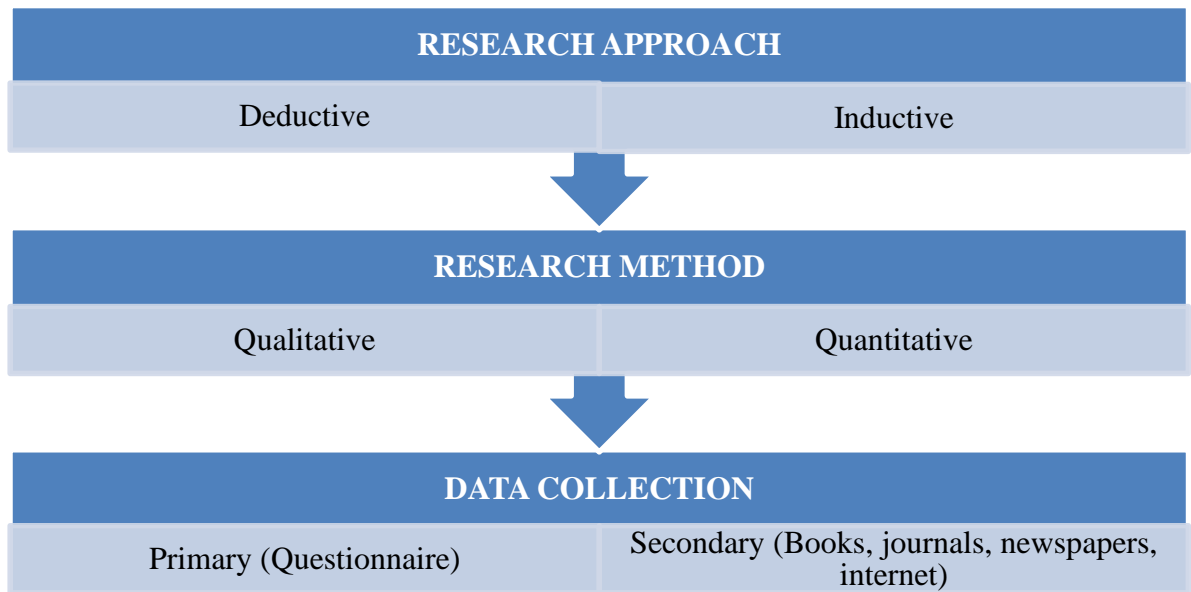 RESEARCH APPROACH
Deductive
Inductive
RESEARCH METHOD
Qualitative
Quantitative
DATA COLLECTION
Primary (Questionnaire)
Secondary (Books, journals, newspapers,
internet)